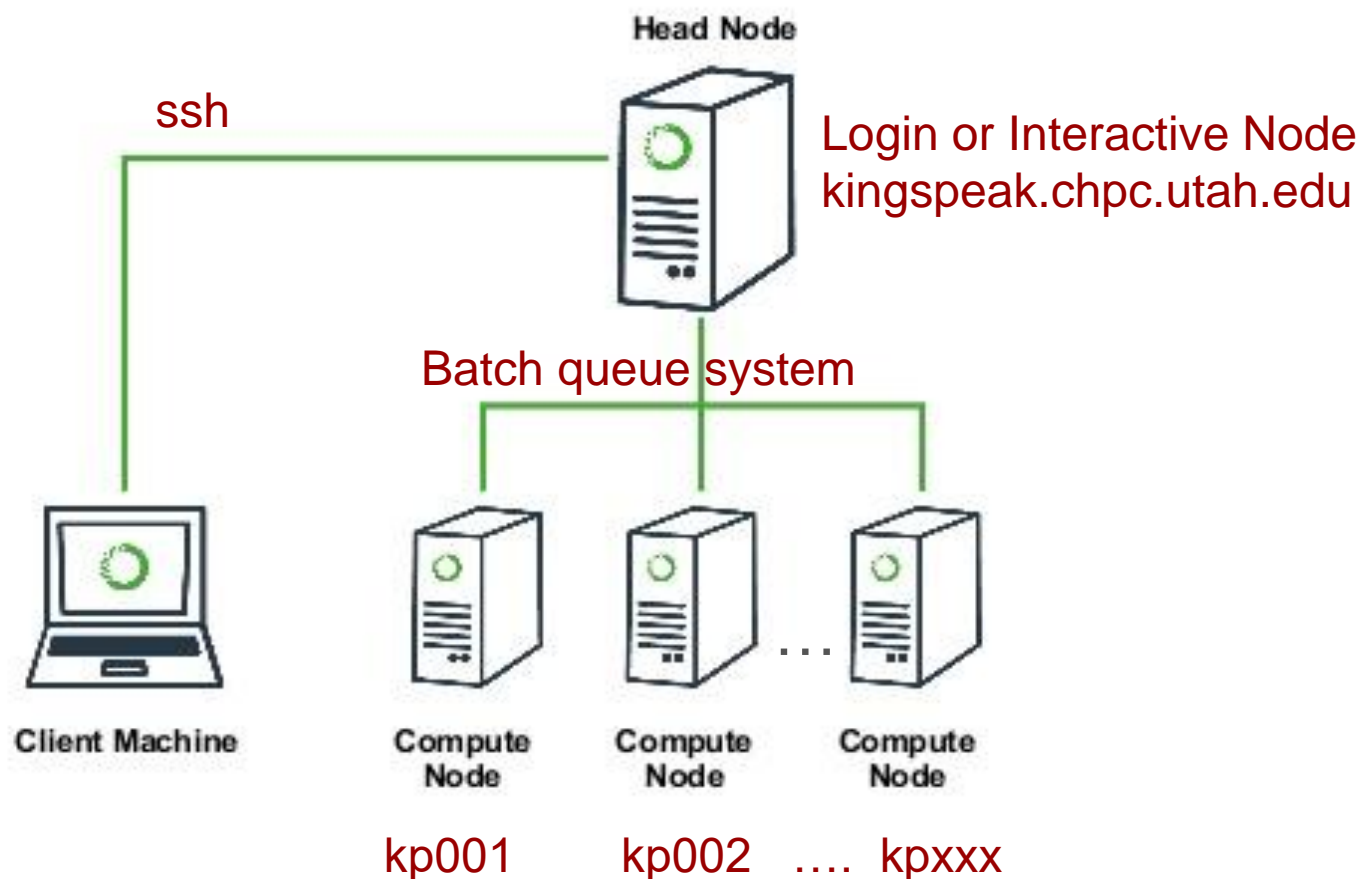 Head Node
ssh
Login or Interactive Node
kingspeak.chpc.utah.edu
Batch queue system
...
Client Machine
Compute
Node
Compute
Node
Compute
Node
kp001 kp002 .... kpxxx